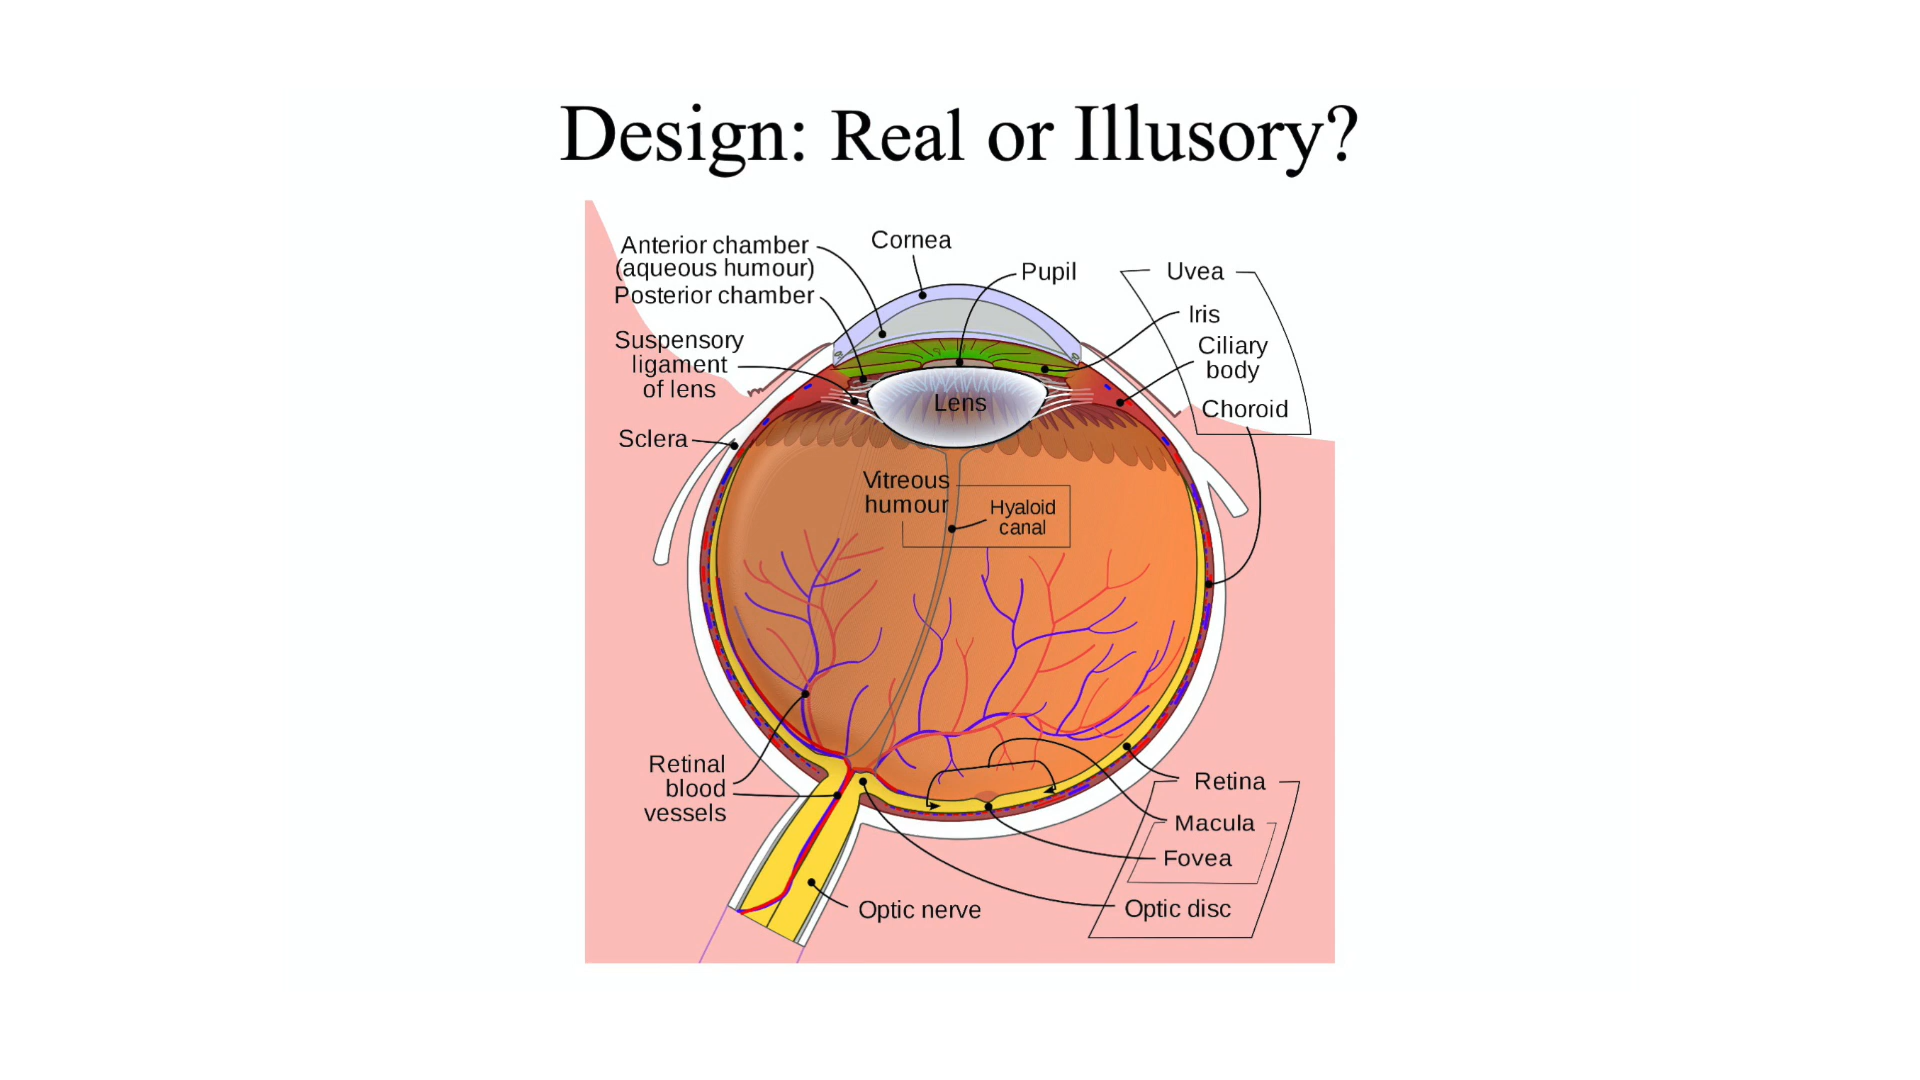 Design: Real or Illusory?
Anterior chamber
(aqueous humour)
Posterior chamber
Cornea
Pupil
Uvea
Iris
Ciliary
body
Choroid
Suspensory
ligament
of lens
Lens
Sclera
Vitreous
humour
Hyaloid
canal
Retinal
blood
vessels
Retina
Macula
Fovea
Optic nerve
Optic disc